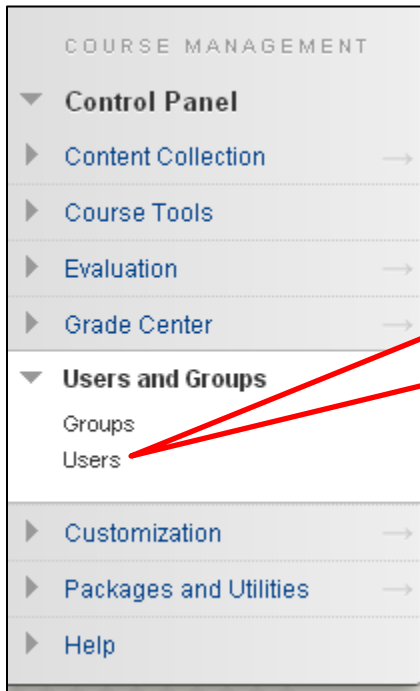 COURSE MANAGEMENT
Control Panel
Content Collection
Course Tools
Evaluation
Grade Center
Users and Groups
Groups
Users
Customization
Packages and Utilities
Help